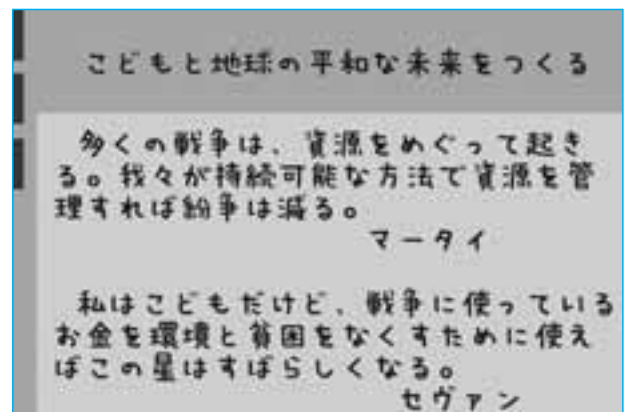 こどもと地球の平和な未来をつくる
多くの戦争は、資源をめぐって起き
る。我々が持続可能な方法で資源を管
理すれば紛争は減る。
マータイ
私はこどもだけど、戦争に使っている
お金を環境と貧困をなくすために使え
ばこの星はすばらしくなる。
セヴァン